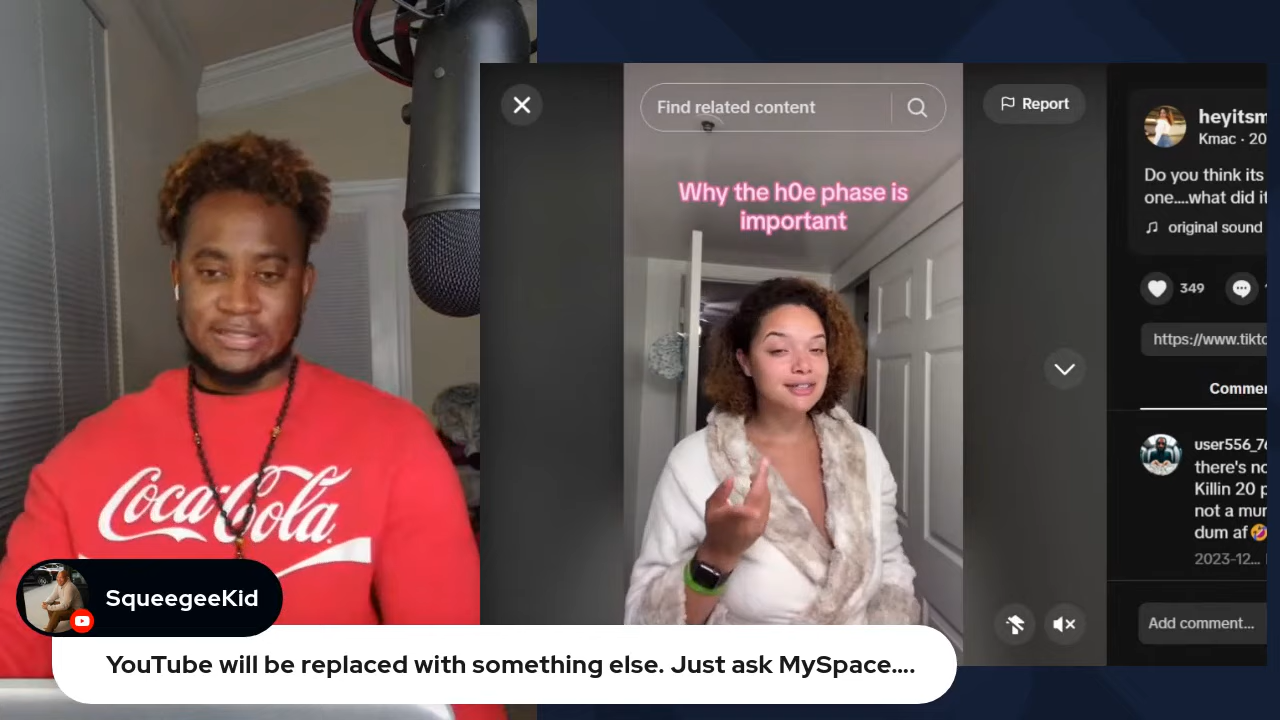 Find related content
Report
Why the h0e phase is
important
heyitsm
Kmac · 20
Do you think its
one....what did it
original sound
349
https://www.tikto
Comme
user556_7
there's no
Killin 20 p
not a mur
dum af🤣
2023-12...
Add comment...
Coca-Cola
SqueegeeKid
YouTube will be replaced with something else. Just ask MySpace....